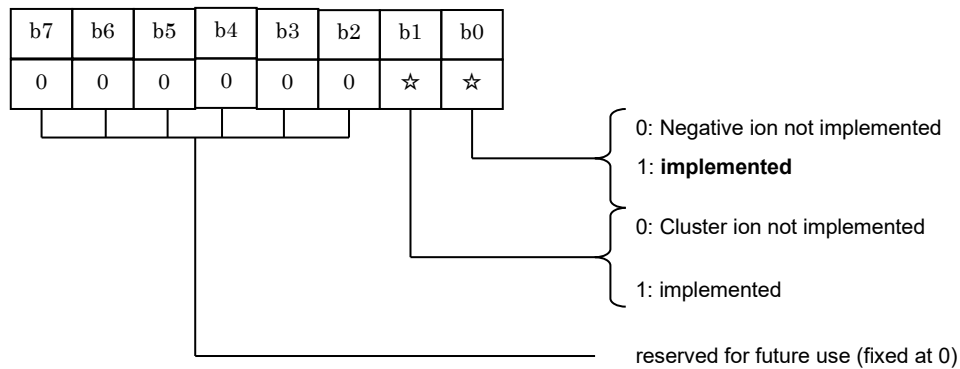 b7 b6 b5 b4 b3 b2 b1 b0
0 0 0 0 0 0 ☆ ☆
0: Negative ion not implemented
1: implemented
0: Cluster ion not implemented
1: implemented
reserved for future use (fixed at 0)